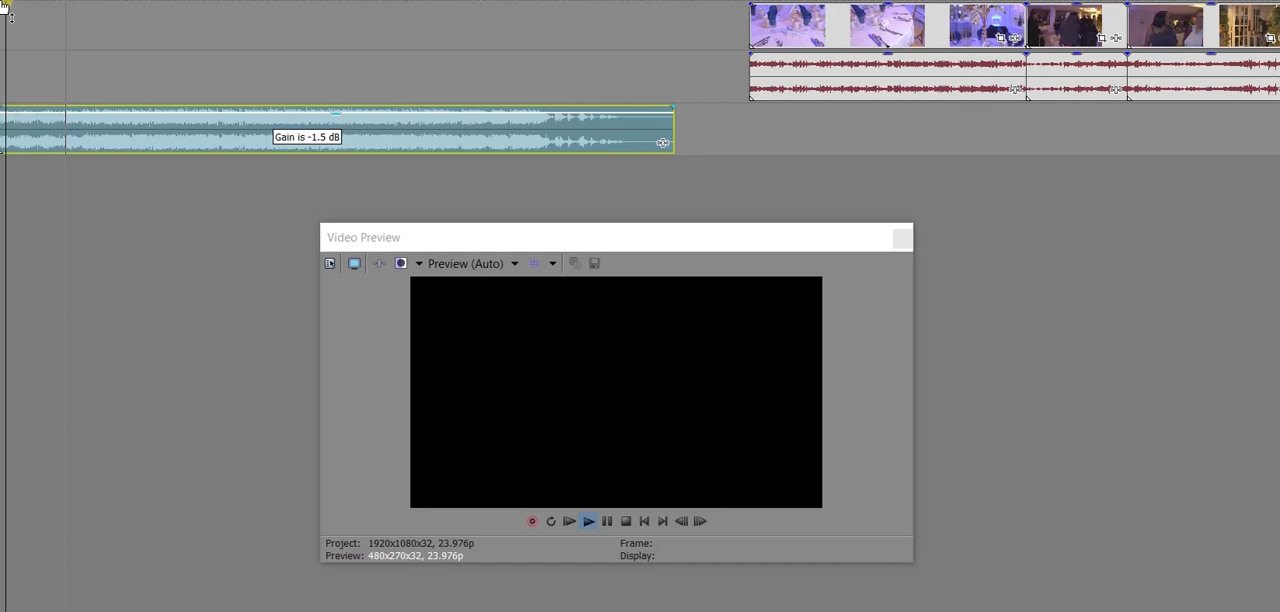 Gain is -1.5 dB
Video Preview
Preview (Auto)
Project: 1920x1080x32, 23.976p
Frame:
Preview: 480x270x32, 23.976p
Display: